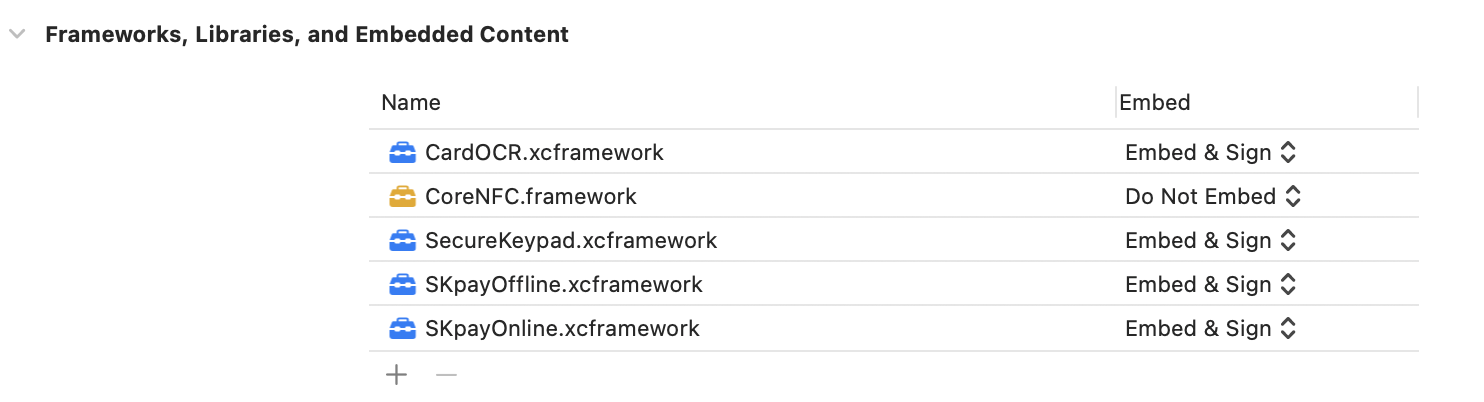 Frameworks, Libraries, and Embedded Content
Name Embed
CardOCR.xcframework Embed & Sign
CoreNFC.framework Do Not Embed
SecureKeypad.xcframework Embed & Sign
SKpayOffline.xcframework Embed & Sign
SKpayOnline.xcframework Embed & Sign